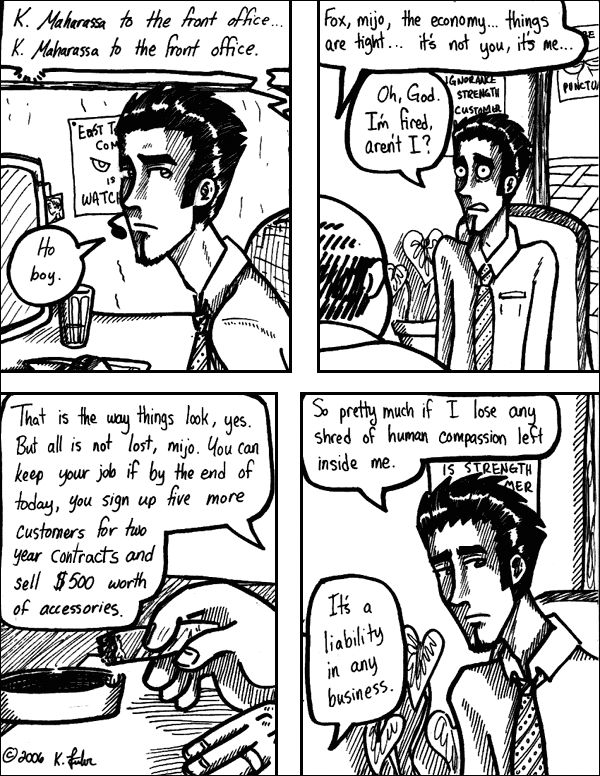 K. Maharassa to the front office...
K. Maharassa to the front office.
EAST T
COM
IS
WATCH
Ho
boy.
Fox, mijo, the economy... things
are tight... it's not you, it's me...
IGNORANCE
STRENGTH
CUSTOMER
PUNCTU
Oh, God.
I'm fired,
aren't I?
That is the way things look, yes.
But all is not lost, mijo. You can
keep your job if by the end of
today, you sign up five more
customers for two
year contracts and
sell $500 worth
of accessories.
©2006 K.
So pretty much if I lose any
shred of human compassion left
inside me.
IS STRENGTH
MER
It's a
liability
in any
business.